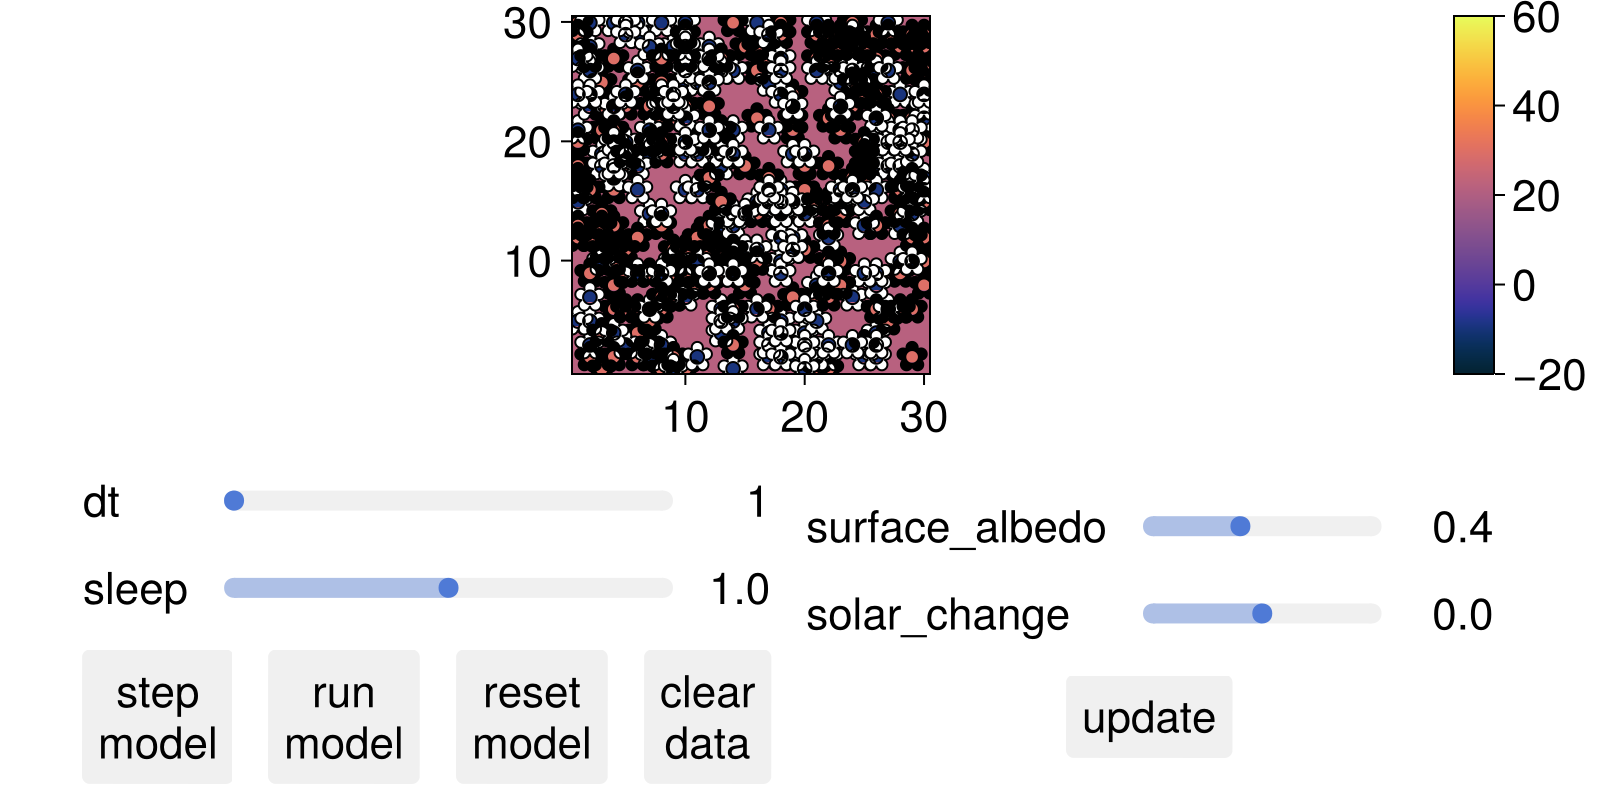 30
20
10
10 20 30
60
40
20
0
−20
dt 1
sleep 1.0
surface_albedo 0.4
solar_change 0.0
step
model
run
model
reset
model
clear
data
update